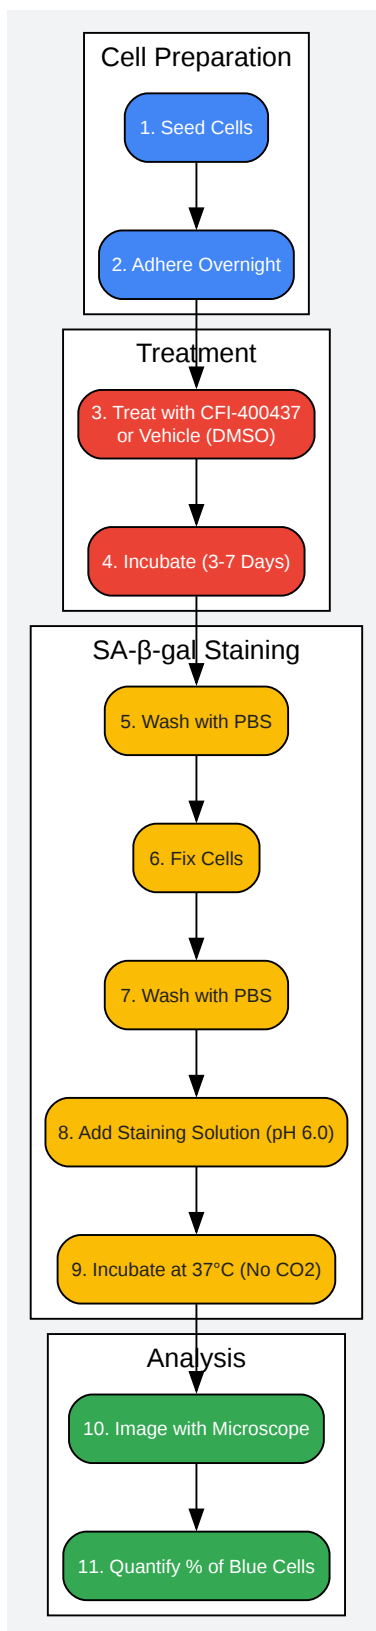 Cell Preparation
1. Seed Cells
2. Adhere Overnight
Treatment
3. Treat with CFI-400437
or Vehicle (DMSO)
4. Incubate (3-7 Days)
SA-β-gal Staining
5. Wash with PBS
6. Fix Cells
7. Wash with PBS
8. Add Staining Solution (pH 6.0)
9. Incubate at 37°C (No CO2)
Analysis
10. Image with Microscope
11. Quantify % of Blue Cells